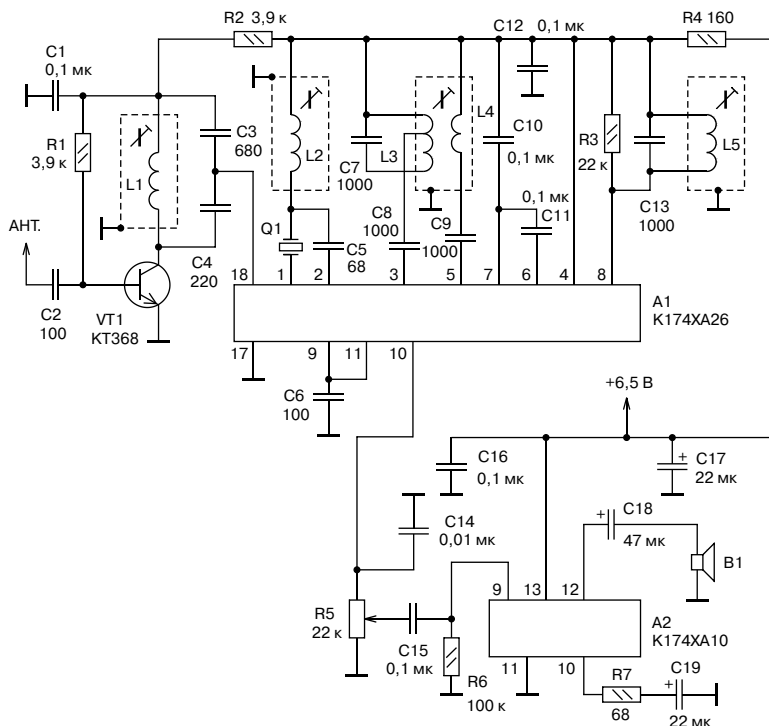 R2 3,9 к
C12
0,1 мк
R4 160
C1
0,1 мк
R1
3,9 к
L1
C3
680
L2
C7
1000
L3
L4
C10
0,1 мк
R3
22 к
L5
АНТ.
C4
220
Q1
C5
68
C8
1000
C9
1000
0,1 мк
C11
C13
1000
C2
100
VT1
КТ368
18
1
2
3
5
7
6
4
8
A1
К174ХА26
17
9
11
10
C6
100
+6,5 В
C16
0,1 мк
+
C17
22 мк
C14
0,01 мк
+
C18
47 мк
B1
R5
22 к
C15
0,1 мк
R6
100 к
9
13
12
A2
К174ХА10
11
10
R7
68
+
C19
22 мк